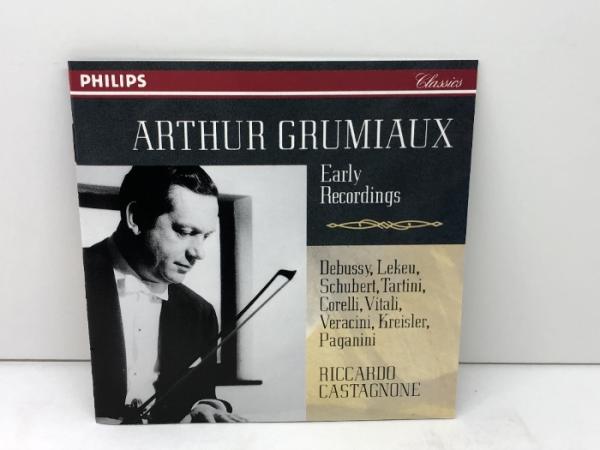 PHILIPS
Classics
ARTHUR GRUMIAUX
Early
Recordings
Debussy, Lekeu,
Schubert, Tartini,
Corelli, Vitali,
Veracini, Kreisler,
Paganini
RICCARDO
CASTAGNONE